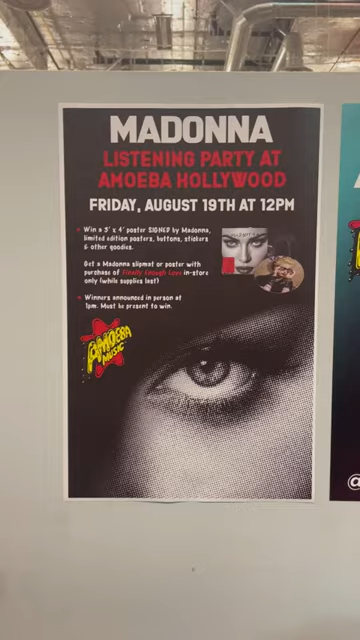 MADONNA
LISTENING PARTY AT
AMOEBA HOLLYWOOD
FRIDAY, AUGUST 19TH AT 12PM
Win a 3' x 4' poster SIGNED by Madonna,
limited edition posters, buttons, stickers
& other goodies.
Get a Madonna slipmat or poster with
purchase of Finally Enough Love in-store
only (while supplies last)
Winners announced in person at
1pm. Must be present to win.
AMOEBA
MUSIC
@